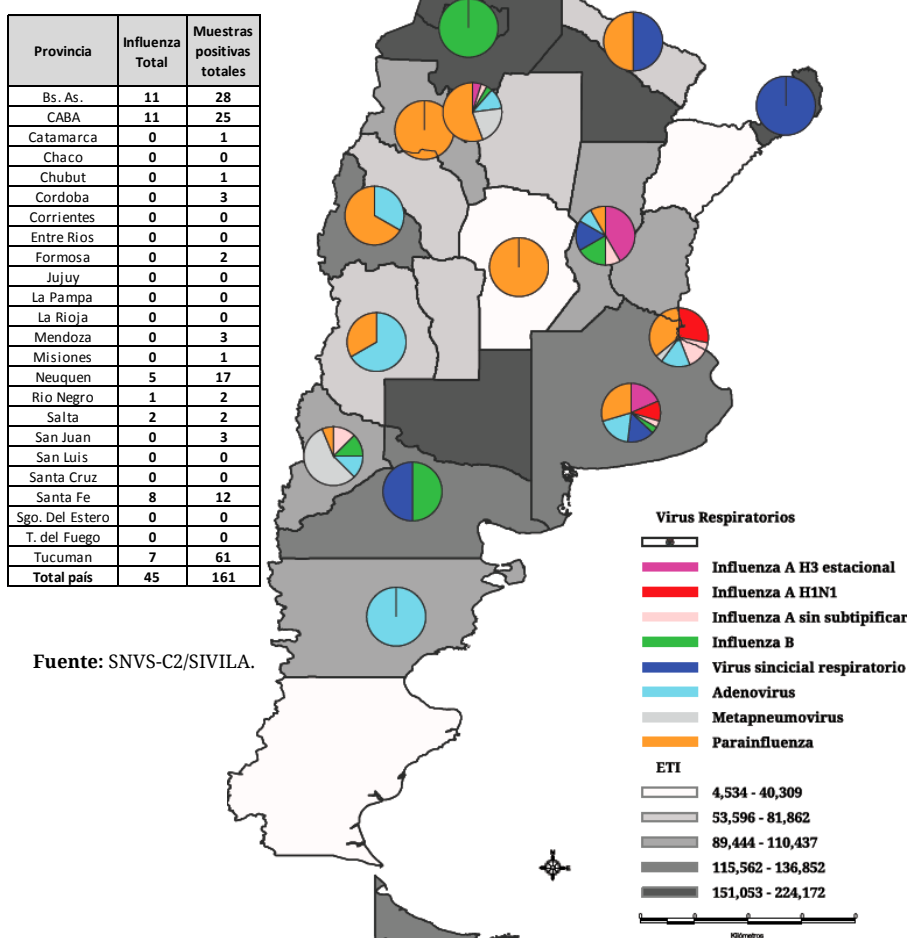 Provincia Influenza Total Muestras positivas totales
Bs. As. 11 28
CABA 11 25
Catamarca 0 1
Chaco 0 0
Chubut 0 1
Cordoba 0 3
Corrientes 0 0
Entre Rios 0 0
Formosa 0 2
Jujuy 0 0
La Pampa 0 0
La Rioja 0 0
Mendoza 0 3
Misiones 0 1
Neuquen 5 17
Rio Negro 1 2
Salta 2 2
San Juan 0 3
San Luis 0 0
Santa Cruz 0 0
Santa Fe 8 12
Sgo. Del Estero 0 0
T. del Fuego 0 0
Tucuman 7 61
Total país 45 161
Fuente: SNVS-C2/SIVILA.
Virus Respiratorios
Influenza A H3 estacional
Influenza A H1N1
Influenza A sin subtipificar
Influenza B
Virus sincicial respiratorio
Adenovirus
Metapneumovirus
Parainfluenza
ETI
4,534 - 40,309
53,596 - 81,862
89,444 - 110,437
115,562 - 136,852
151,053 - 224,172
Kilómetros